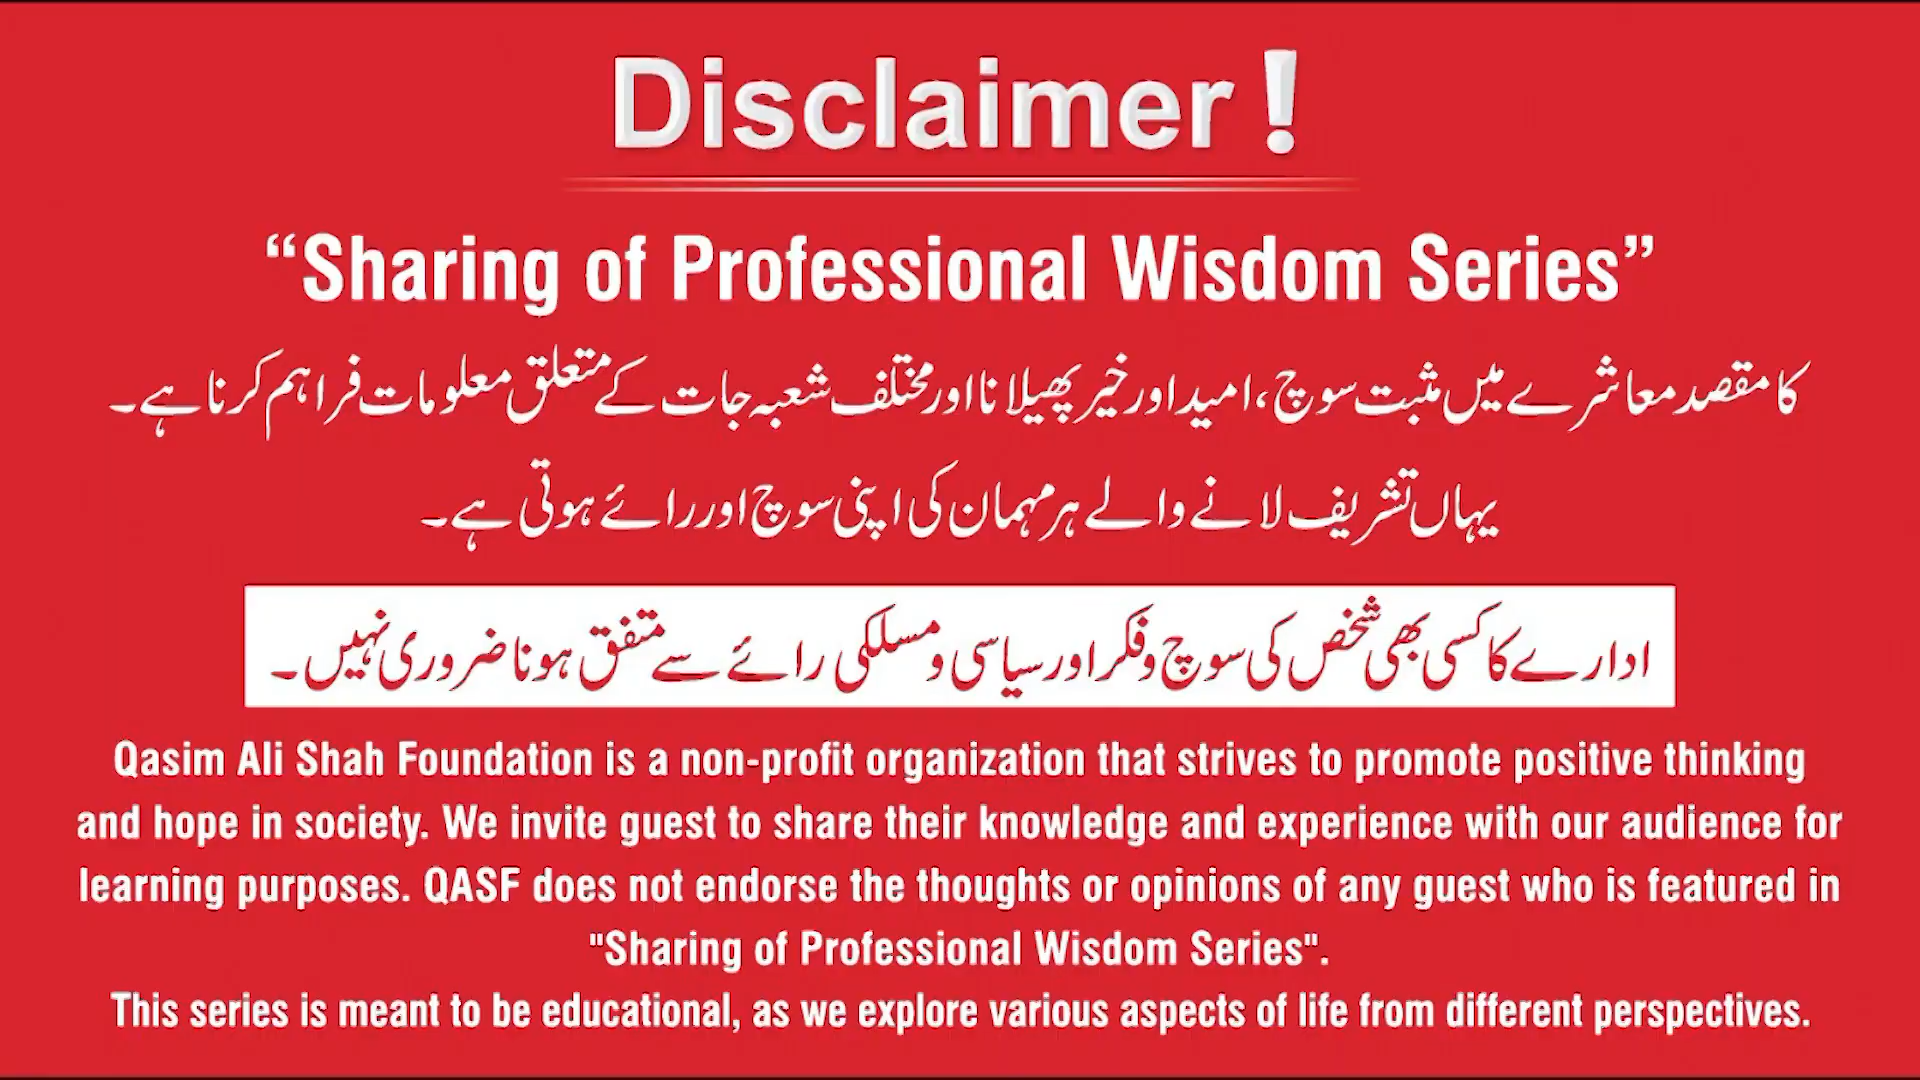 Disclaimer!
“Sharing of Professional Wisdom Series”
کا مقصد معاشرے میں مثبت سوچ، امید اور خیر پھیلانا اور مختلف شعبہ جات کے متعلق معلومات فراہم کرنا ہے۔
یہاں تشریف لانے والے ہر مہمان کی اپنی سوچ اور رائے ہوتی ہے۔
ادارے کا کسی بھی شخص کی سوچ و فکر اور سیاسی و مسلکی رائے سے متفق ہونا ضروری نہیں۔
Qasim Ali Shah Foundation is a non-profit organization that strives to promote positive thinking
and hope in society. We invite guest to share their knowledge and experience with our audience for
learning purposes. QASF does not endorse the thoughts or opinions of any guest who is featured in
"Sharing of Professional Wisdom Series".
This series is meant to be educational, as we explore various aspects of life from different perspectives.